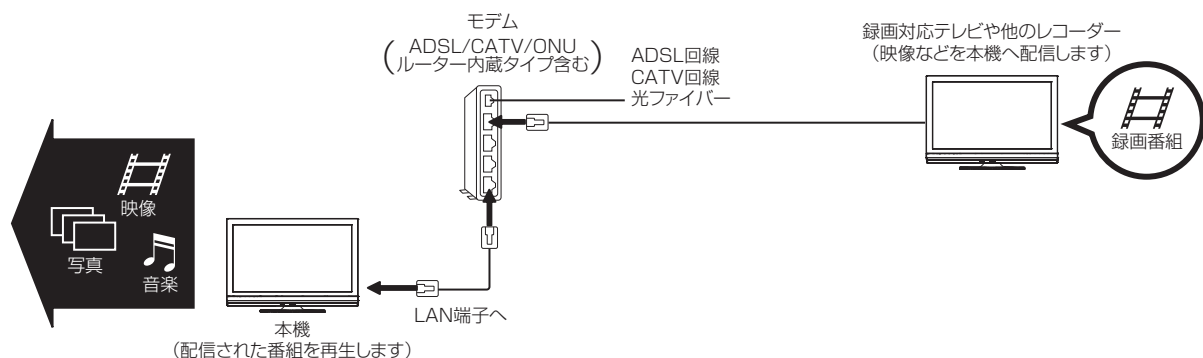 モデム
ADSL/CATV/ONU
(ルーター内蔵タイプ含む)
ADSL回線
CATV回線
光ファイバー
録画対応テレビや他のレコーダー
(映像などを本機へ配信します)
録画番組
映像
写真
音楽
LAN端子へ
本機
(配信された番組を再生します)